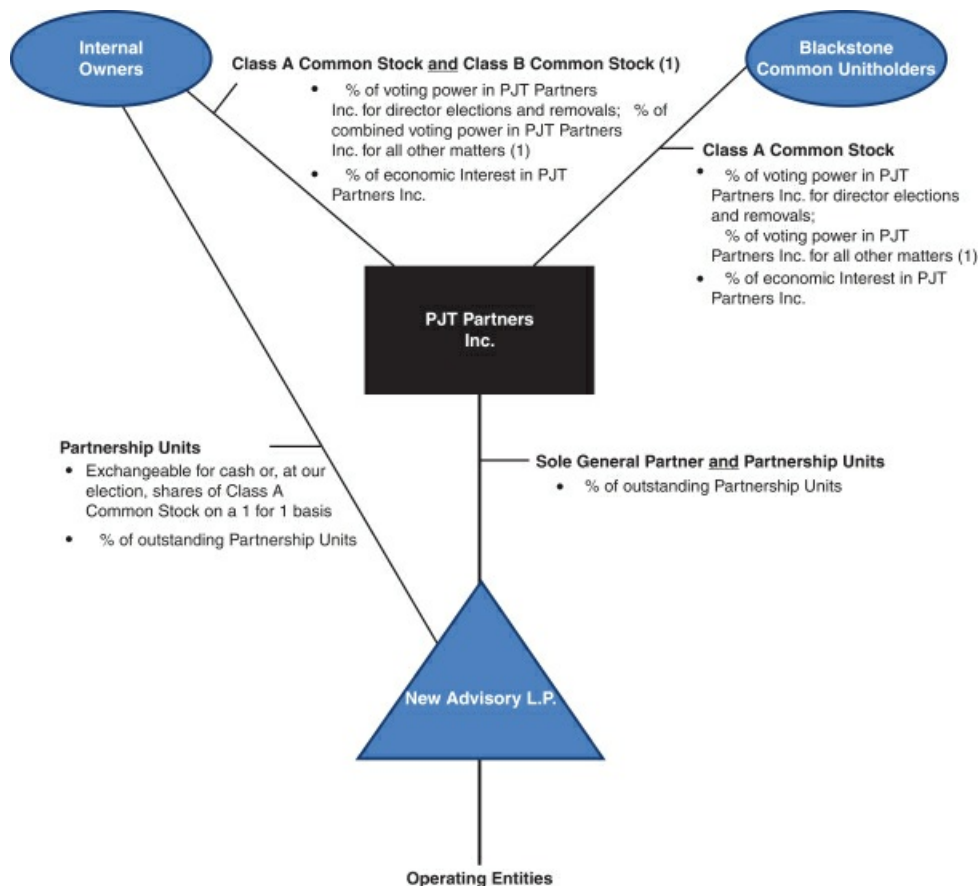 Internal
Owners
Blackstone
Common Unitholders
Class A Common Stock and Class B Common Stock (1)
• % of voting power in PJT Partners
Inc. for director elections and removals; % of
combined voting power in PJT Partners
Inc. for all other matters (1)
• % of economic Interest in PJT
Partners Inc.
Class A Common Stock
• % of voting power in PJT
Partners Inc. for director elections
and removals;
% of voting power in PJT
Partners Inc. for all other matters (1)
• % of economic Interest in PJT
Partners Inc.
PJT Partners
Inc.
Partnership Units
• Exchangeable for cash or, at our
election, shares of Class A
Common Stock on a 1 for 1 basis
• % of outstanding Partnership Units
Sole General Partner and Partnership Units
• % of outstanding Partnership Units
New Advisory L.P.
Operating Entities